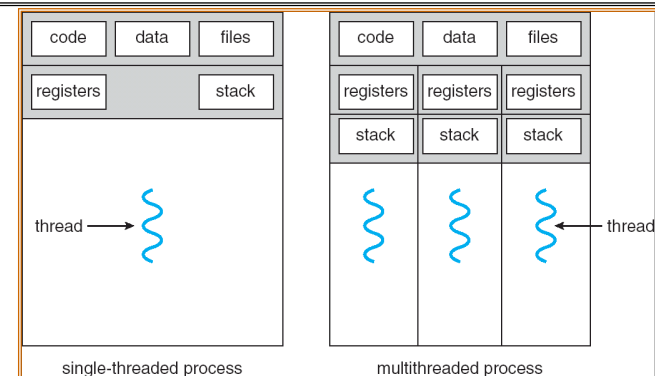 code data files
registers stack
thread
single-threaded process
code data files
registers registers registers
stack stack stack
thread
multithreaded process